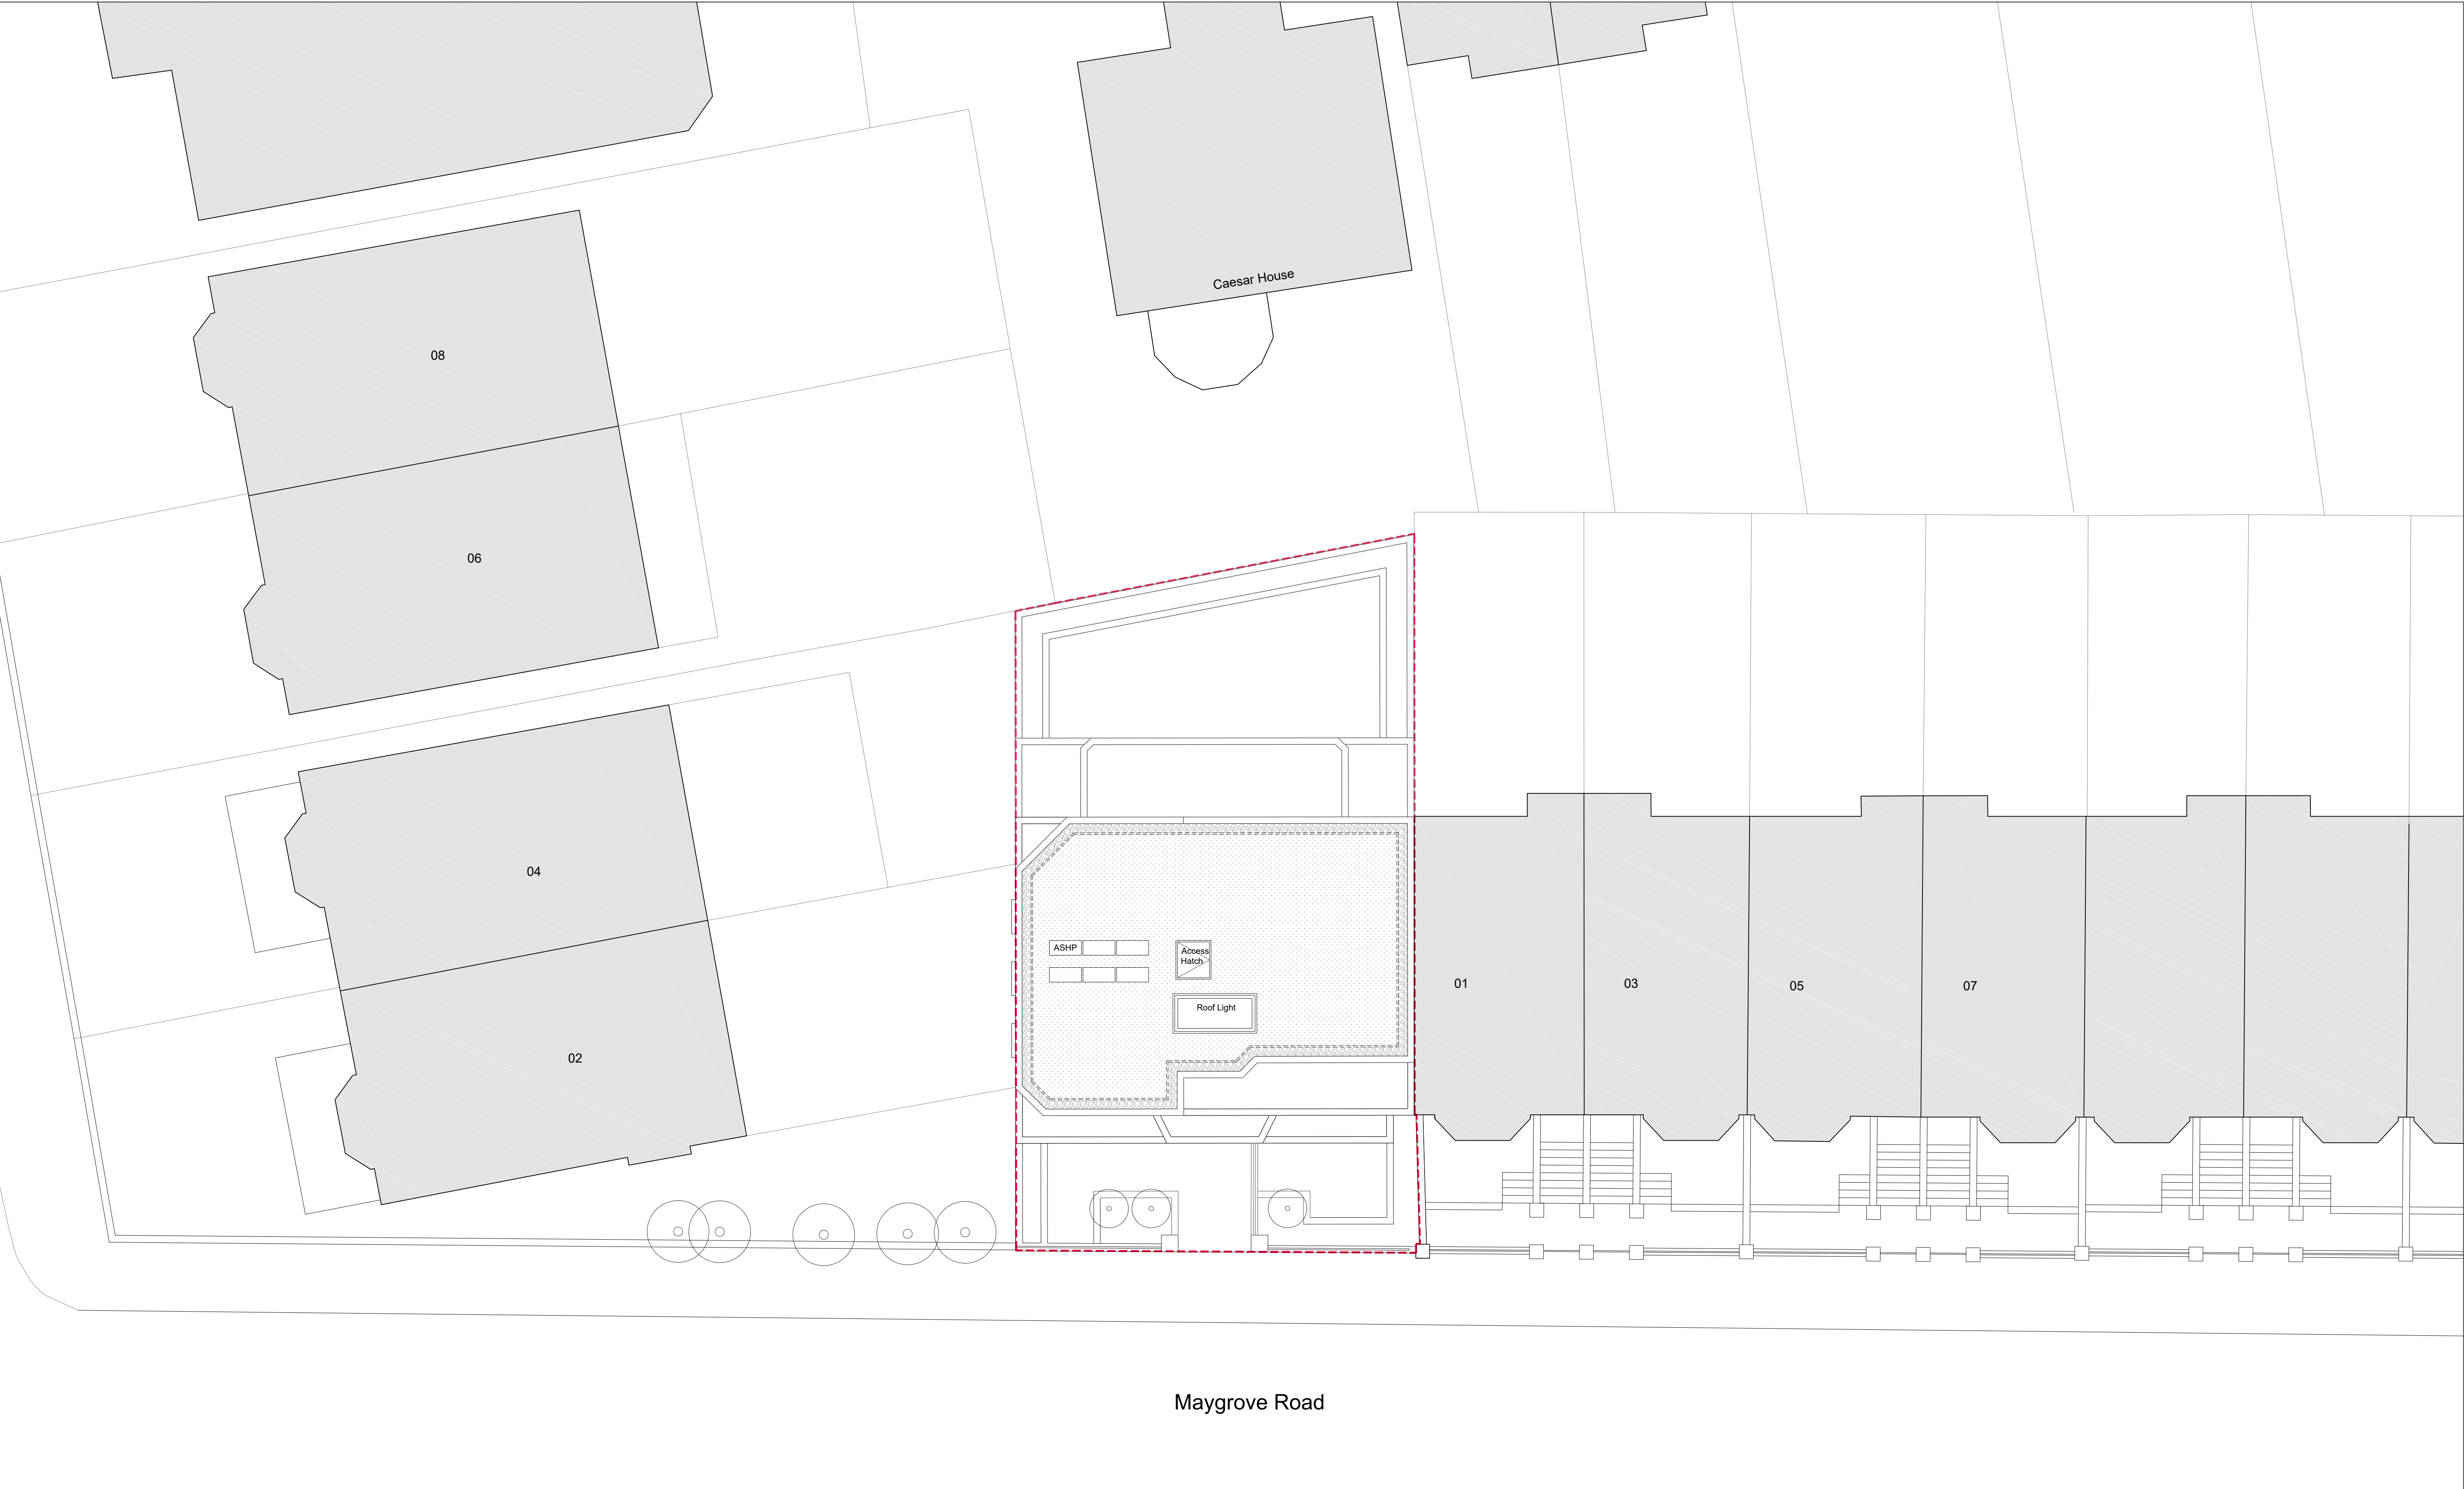 Caesar House
08
06
04
02
ASHP
Access
Hatch
Roof Light
01
03
05
07
Maygrove Road